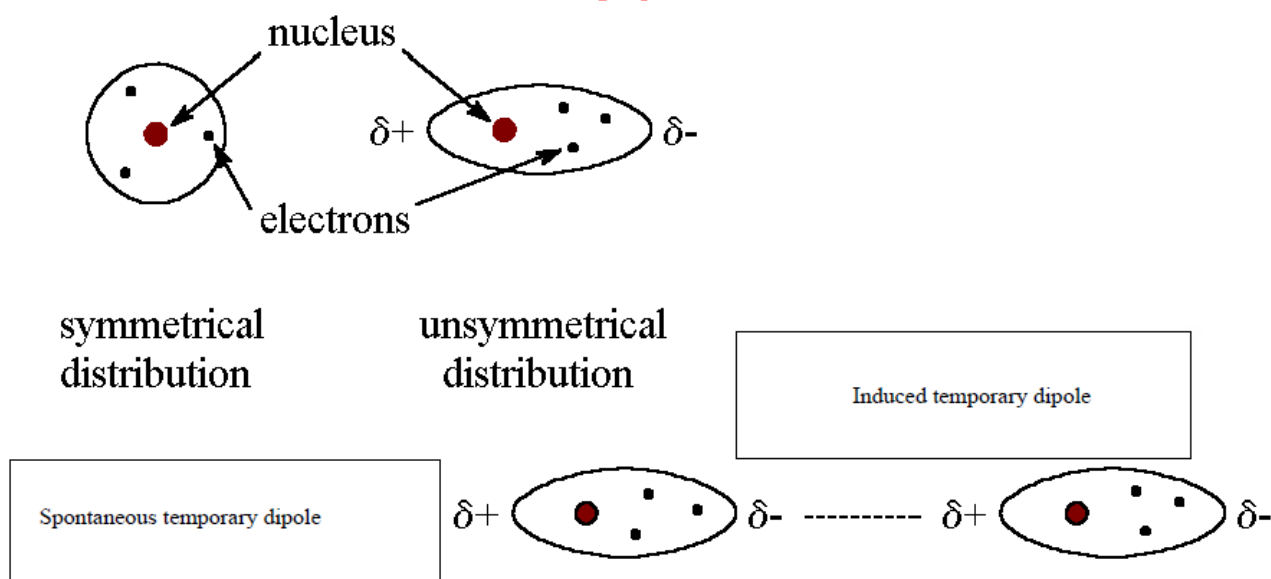 nucleus
δ+
δ-
electrons
symmetrical
distribution
unsymmetrical
distribution
Induced temporary dipole
Spontaneous temporary dipole
δ+
δ-
δ+
δ-